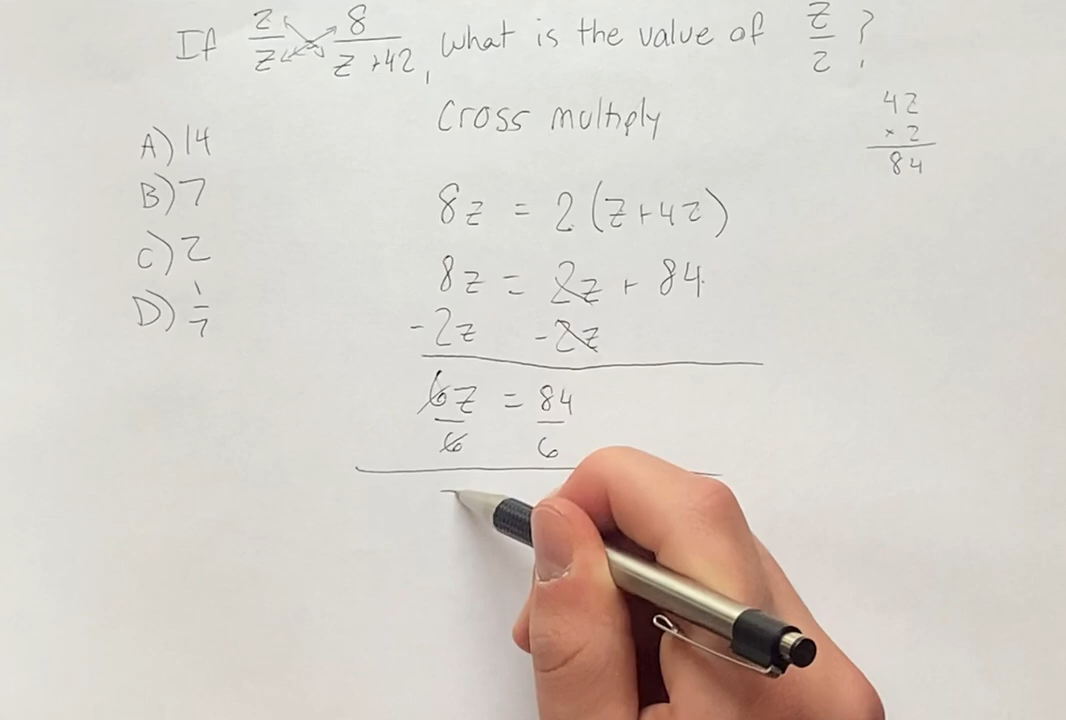 If 2/z = 8/z+42, what is the value of z/2?
Cross multiply
42
× 2
84
A) 14
B) 7
C) 2
D) 1/7
8z = 2(z+42)
8z = 2z + 84
-2z -2z
6z/6 = 84/6